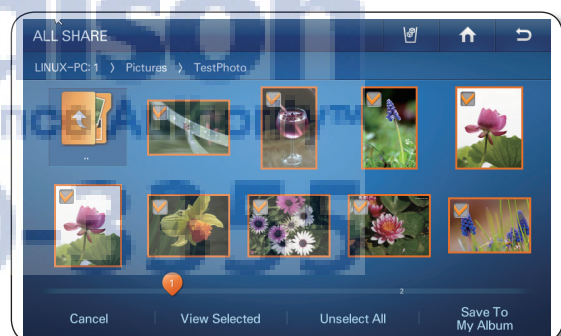 ALL SHARE
LINUX-PC: 1 〉 Pictures 〉 TestPhoto
..
1
2
Cancel
View Selected
Unselect All
Save To
My Album